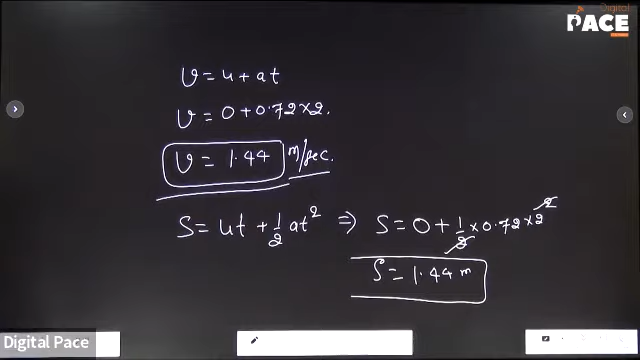 Digital
PACE
v = u + at
v = 0 + 0.72 × 2.
v = 1.44 m/sec.
S = ut + 1/2 at² ⇒ S = 0 + 1/2 × 0.72 × 2²
S = 1.44 m
Digital Pace